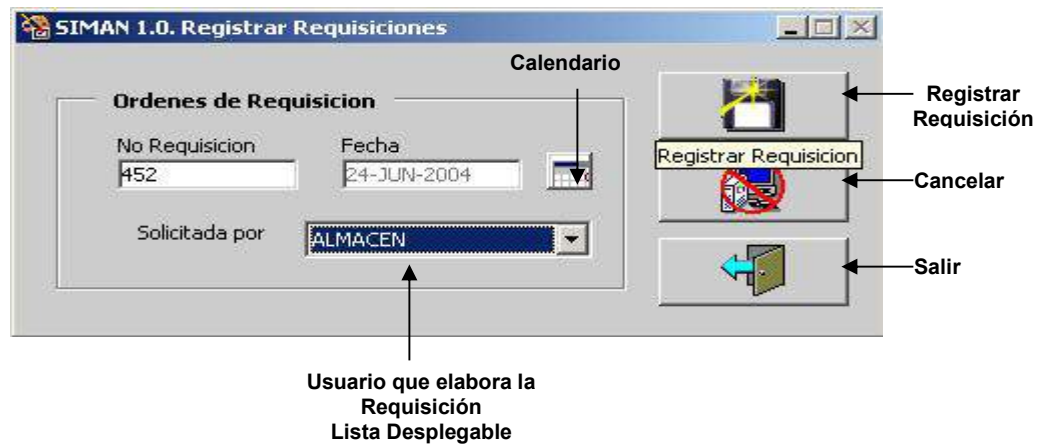 SIMAN 1.0. Registrar Requisiciones
Calendario
Ordenes de Requisicion
Registrar
Requisición
No Requisicion
Fecha
Registrar Requisicion
452
24-JUN-2004
Cancelar
Solicitada por
ALMACEN
Salir
Usuario que elabora la
Requisición
Lista Desplegable